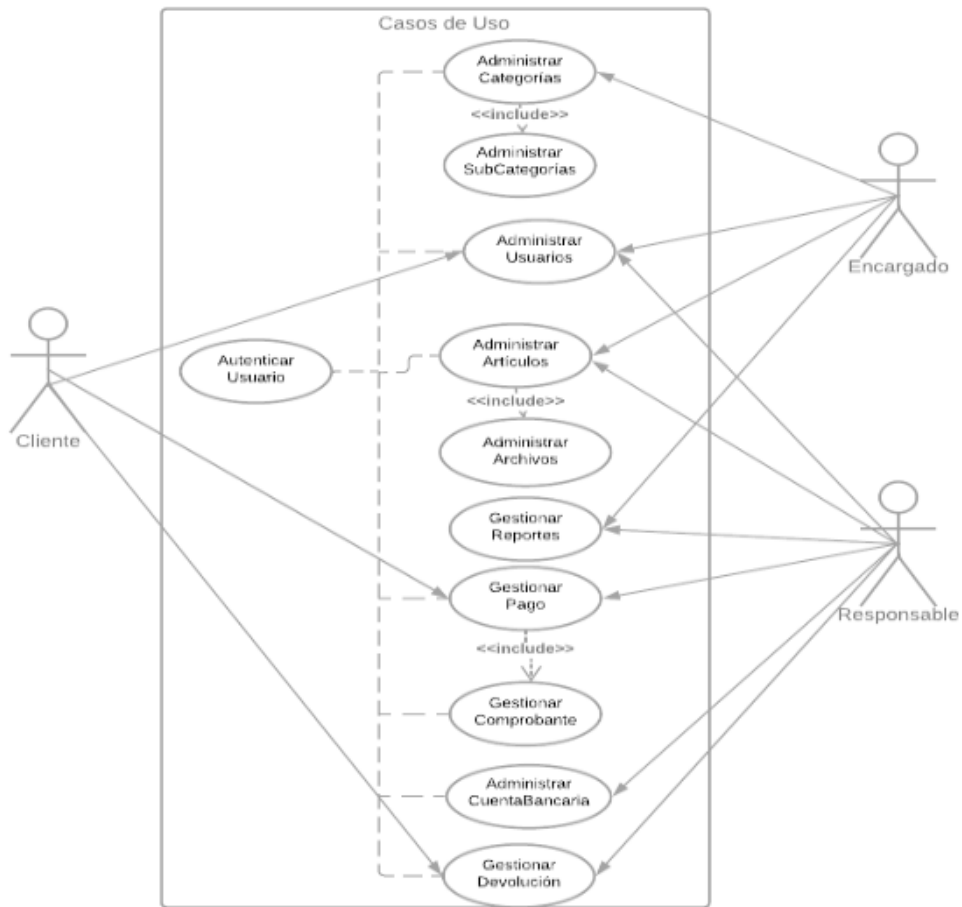 Casos de Uso
Administrar
Categorías
<<include>>
Administrar
SubCategorías
Administrar
Usuarios
Encargado
Autenticar
Usuario
Administrar
Artículos
Cliente
<<include>>
Administrar
Archivos
Gestionar
Reportes
Gestionar
Pago
Responsable
<<include>>
Gestionar
Comprobante
Administrar
CuentaBancaria
Gestionar
Devolución